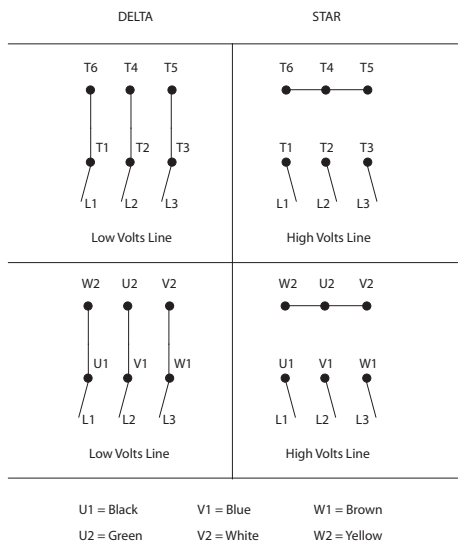 DELTA STAR
T6 T4 T5 T6 T4 T5
T1 T2 T3 T1 T2 T3
L1 L2 L3 L1 L2 L3
Low Volts Line High Volts Line
W2 U2 V2 W2 U2 V2
U1 V1 W1 U1 V1 W1
L1 L2 L3 L1 L2 L3
Low Volts Line High Volts Line
U1 = Black V1 = Blue W1 = Brown
U2 = Green V2 = White W2 = Yellow